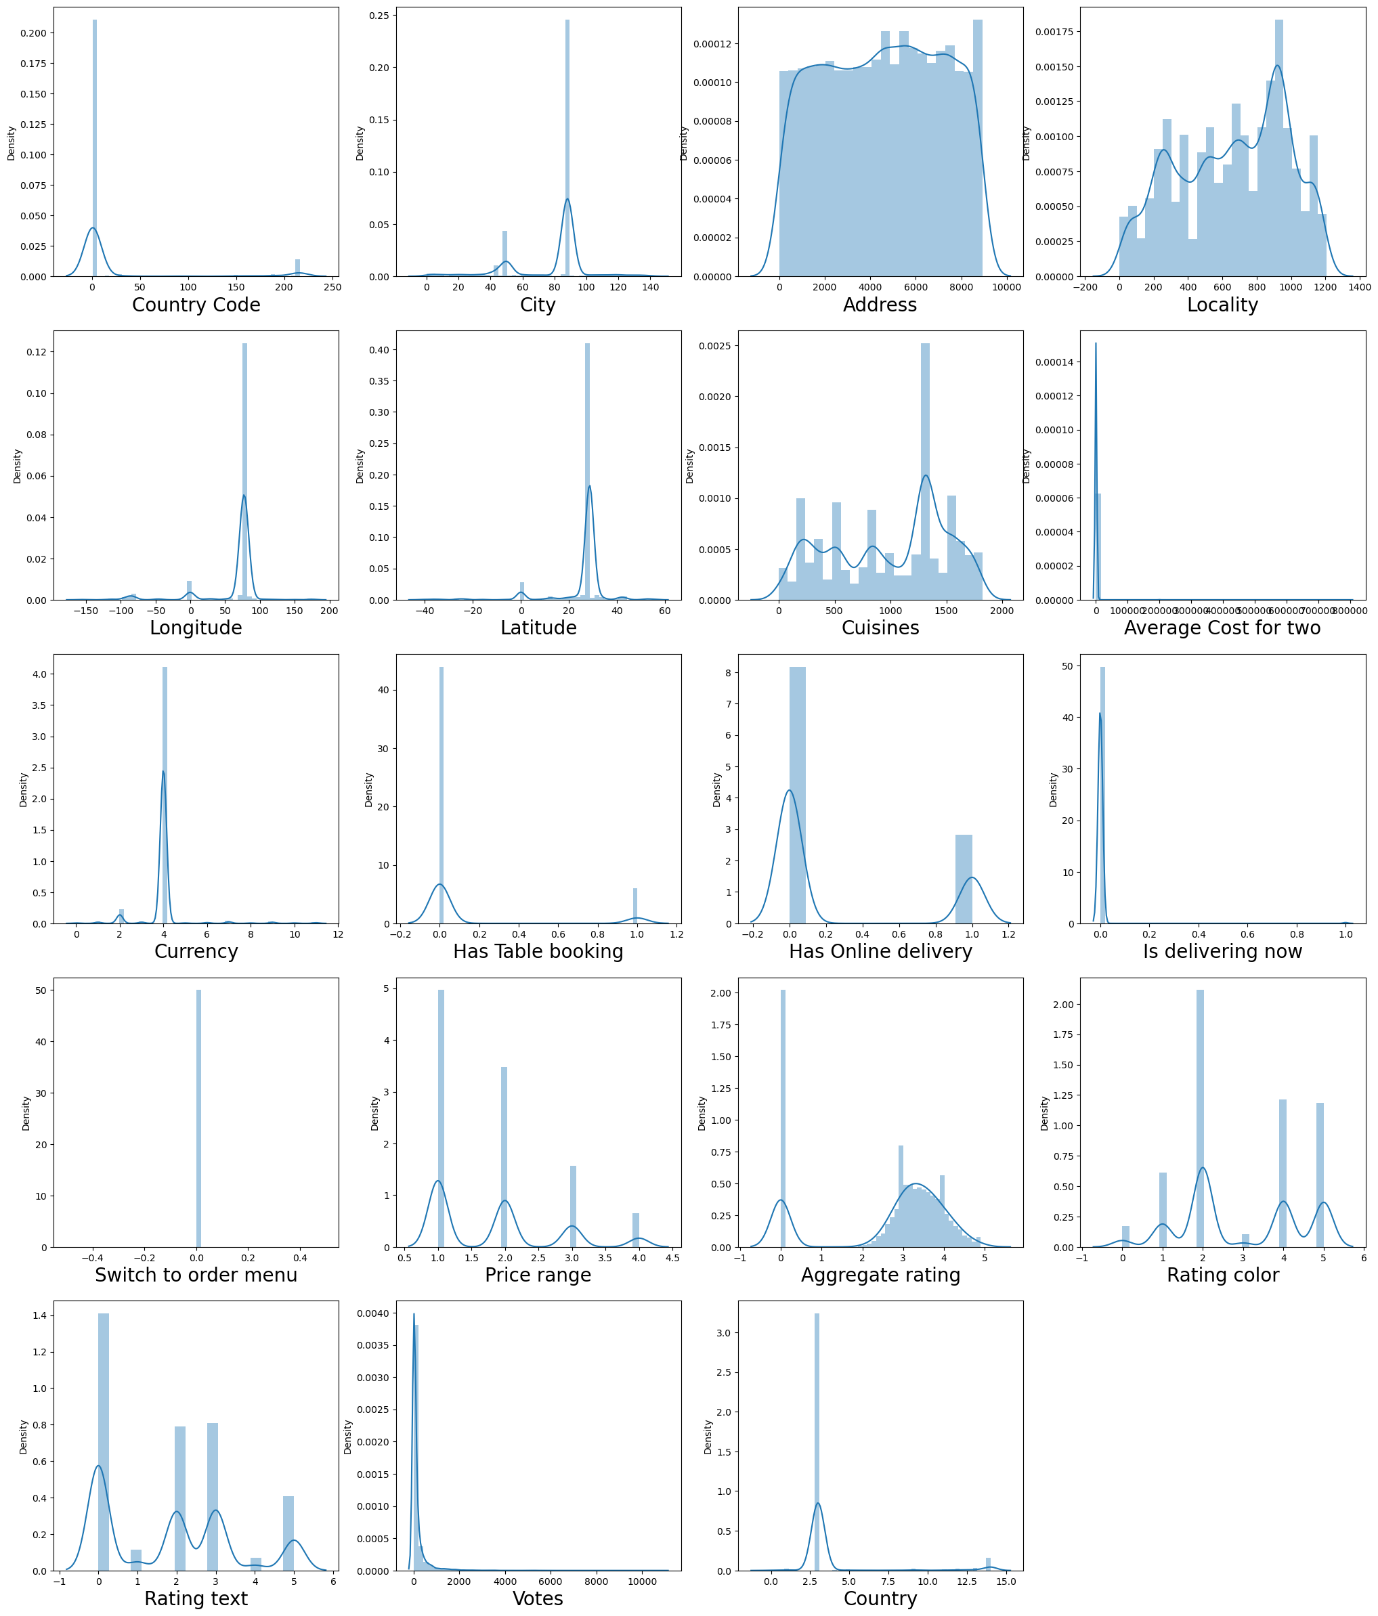 0.200
0.175
0.150
0.125
0.100
0.075
0.050
0.025
0.000
Density
0 50 100 150 200 250
Country Code
0.25
0.20
0.15
0.10
0.05
0.00
Density
0 20 40 60 80 100 120 140
City
0.00012
0.00010
0.00008
0.00006
0.00004
0.00002
0.00000
Density
0 2000 4000 6000 8000 10000
Address
0.00175
0.00150
0.00125
0.00100
0.00075
0.00050
0.00025
0.00000
Density
−200 0 200 400 600 800 1000 1200 1400
Locality
0.12
0.10
0.08
0.06
0.04
0.02
0.00
Density
−150 −100 −50 0 50 100 150 200
Longitude
0.40
0.35
0.30
0.25
0.20
0.15
0.10
0.05
0.00
Density
−40 −20 0 20 40 60
Latitude
0.0025
0.0020
0.0015
0.0010
0.0005
0.0000
Density
0 500 1000 1500 2000
Cuisines
0.00014
0.00012
0.00010
0.00008
0.00006
0.00004
0.00002
0.00000
Density
0 100000 200000 300000 400000 500000 600000 700000 800000
Average Cost for two
4.0
3.5
3.0
2.5
2.0
1.5
1.0
0.5
0.0
Density
0 2 4 6 8 10 12
Currency
40
30
20
10
0
Density
−0.2 0.0 0.2 0.4 0.6 0.8 1.0 1.2
Has Table booking
8
7
6
5
4
3
2
1
0
Density
−0.2 0.0 0.2 0.4 0.6 0.8 1.0 1.2
Has Online delivery
50
40
30
20
10
0
Density
0.0 0.2 0.4 0.6 0.8 1.0
Is delivering now
50
40
30
20
10
0
Density
−0.4 −0.2 0.0 0.2 0.4
Switch to order menu
5
4
3
2
1
0
Density
0.5 1.0 1.5 2.0 2.5 3.0 3.5 4.0 4.5
Price range
2.00
1.75
1.50
1.25
1.00
0.75
0.50
0.25
0.00
Density
−1 0 1 2 3 4 5
Aggregate rating
2.00
1.75
1.50
1.25
1.00
0.75
0.50
0.25
0.00
Density
−1 0 1 2 3 4 5 6
Rating color
1.4
1.2
1.0
0.8
0.6
0.4
0.2
0.0
Density
−1 0 1 2 3 4 5 6
Rating text
0.0040
0.0035
0.0030
0.0025
0.0020
0.0015
0.0010
0.0005
0.0000
Density
0 2000 4000 6000 8000 10000
Votes
3.0
2.5
2.0
1.5
1.0
0.5
0.0
Density
0.0 2.5 5.0 7.5 10.0 12.5 15.0
Country